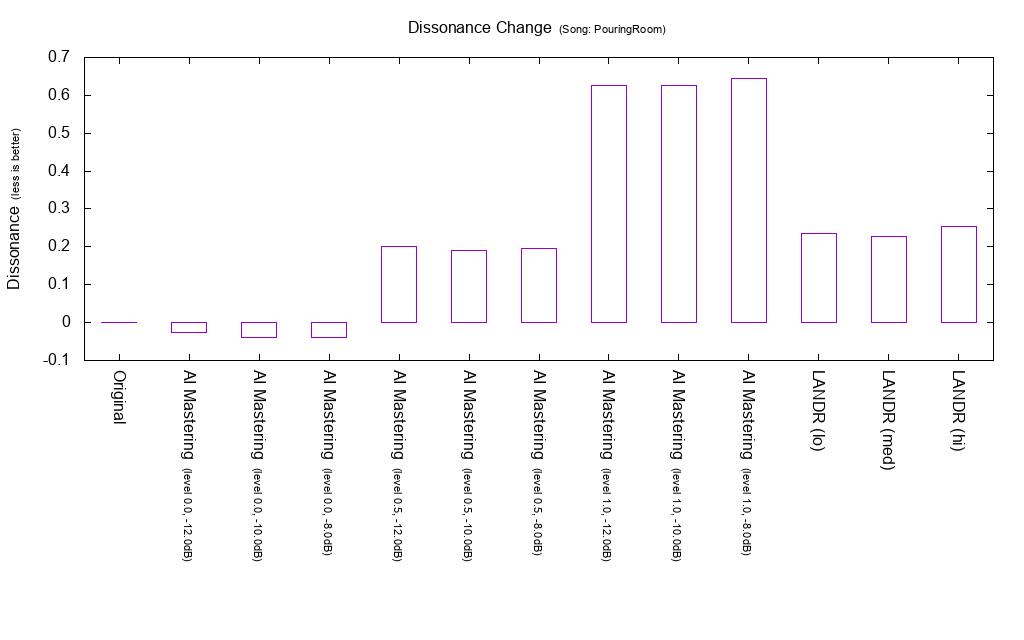 Dissonance Change (Song: PouringRoom)
Dissonance (less is better)
0.7
0.6
0.5
0.4
0.3
0.2
0.1
0
-0.1
Original
AI Mastering (level 0.0, -12.0dB)
AI Mastering (level 0.0, -10.0dB)
AI Mastering (level 0.0, -8.0dB)
AI Mastering (level 0.5, -12.0dB)
AI Mastering (level 0.5, -10.0dB)
AI Mastering (level 0.5, -8.0dB)
AI Mastering (level 1.0, -12.0dB)
AI Mastering (level 1.0, -10.0dB)
AI Mastering (level 1.0, -8.0dB)
LANDR (lo)
LANDR (med)
LANDR (hi)